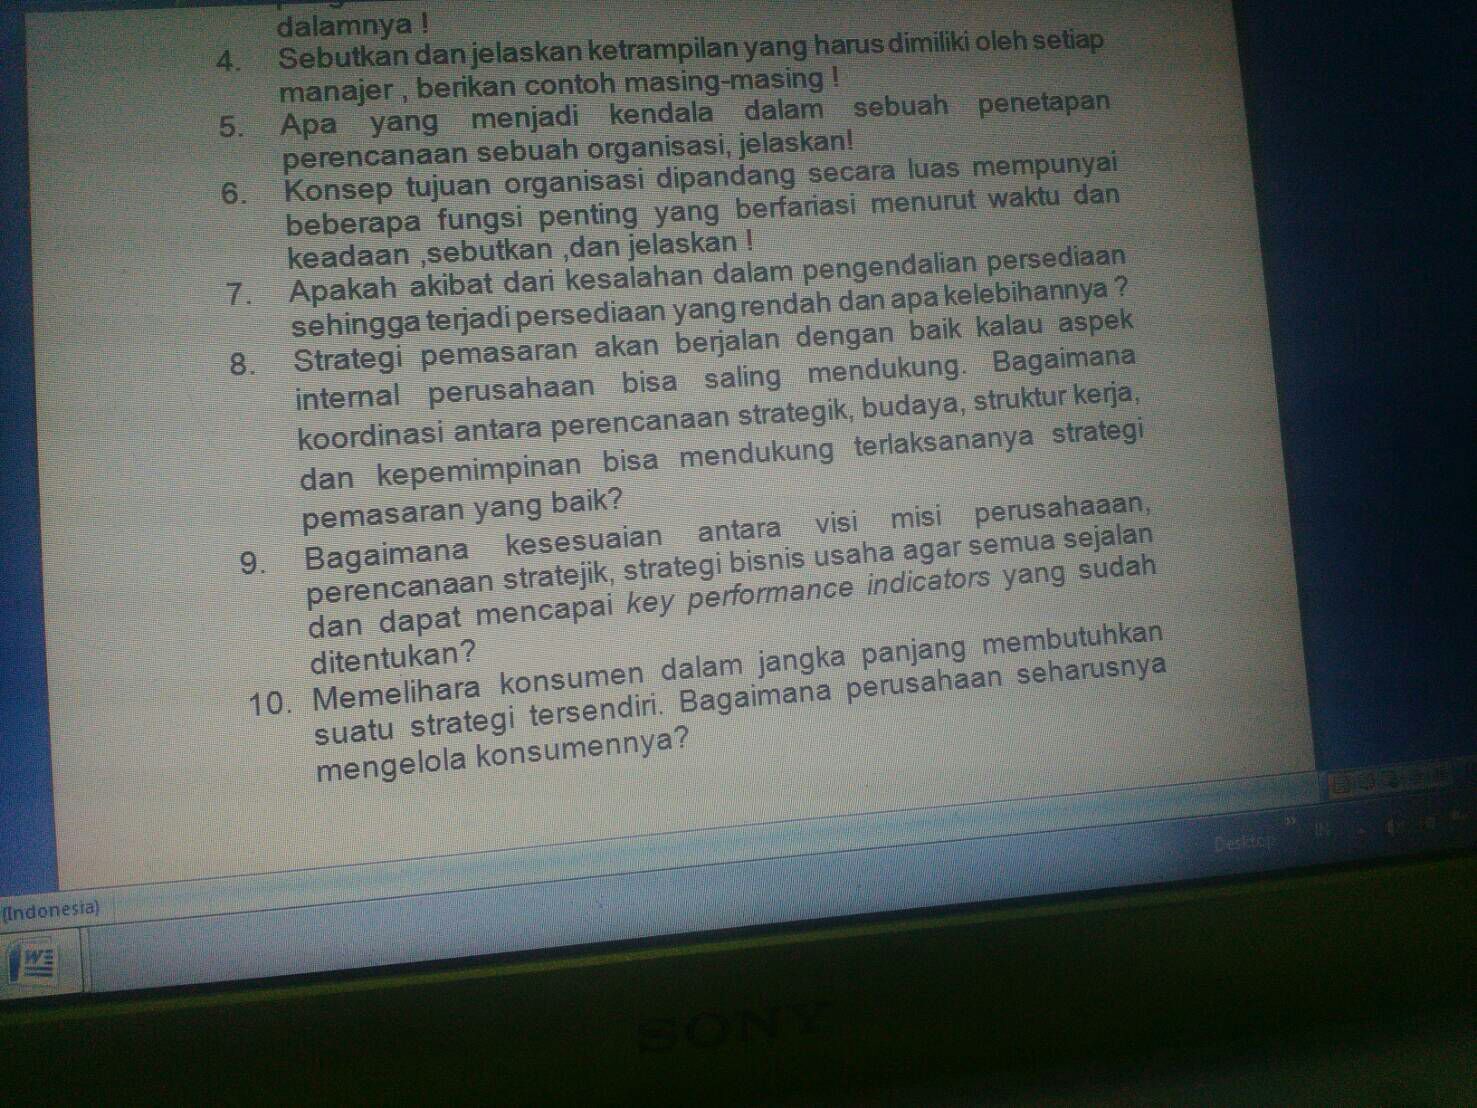 dalamnya !
4. Sebutkan dan jelaskan ketrampilan yang harus dimiliki oleh setiap
manajer , berikan contoh masing-masing !
5. Apa yang menjadi kendala dalam sebuah penetapan
perencanaan sebuah organisasi, jelaskan!
6. Konsep tujuan organisasi dipandang secara luas mempunyai
beberapa fungsi penting yang berfariasi menurut waktu dan
keadaan ,sebutkan ,dan jelaskan !
7. Apakah akibat dari kesalahan dalam pengendalian persediaan
sehingga terjadi persediaan yang rendah dan apa kelebihannya ?
8. Strategi pemasaran akan berjalan dengan baik kalau aspek
internal perusahaan bisa saling mendukung. Bagaimana
koordinasi antara perencanaan strategik, budaya, struktur kerja,
dan kepemimpinan bisa mendukung terlaksananya strategi
pemasaran yang baik?
9. Bagaimana kesesuaian antara visi misi perusahaaan,
perencanaan stratejik, strategi bisnis usaha agar semua sejalan
dan dapat mencapai key performance indicators yang sudah
ditentukan?
10. Memelihara konsumen dalam jangka panjang membutuhkan
suatu strategi tersendiri. Bagaimana perusahaan seharusnya
mengelola konsumennya?
Desktop » IN
(Indonesia)
W
SONY